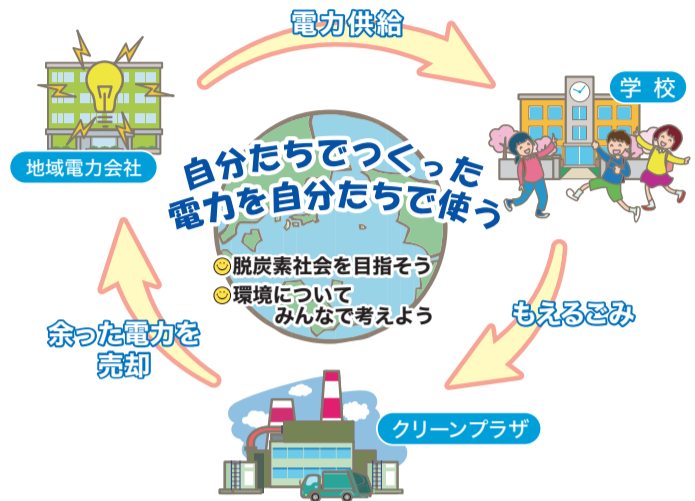 電力供給
学校
地域電力会社
自分たちでつくった
電力を自分たちで使う
脱炭素社会を目指そう
環境について
みんなで考えよう
もえるごみ
余った電力を
売却
クリーンプラザ